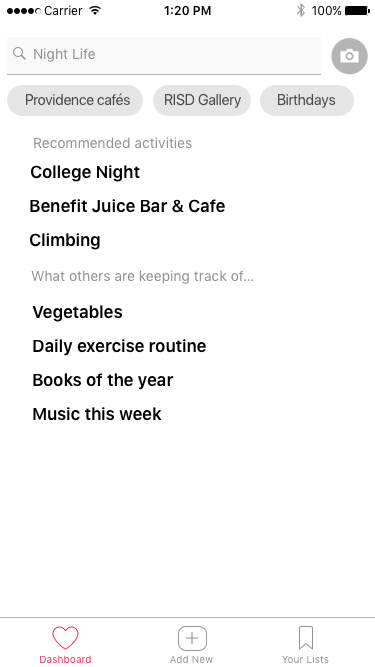 Carrier 1:20 PM 100%
Night Life
Providence cafés RISD Gallery Birthdays
Recommended activities
College Night
Benefit Juice Bar & Cafe
Climbing
What others are keeping track of...
Vegetables
Daily exercise routine
Books of the year
Music this week
Dashboard Add New Your Lists